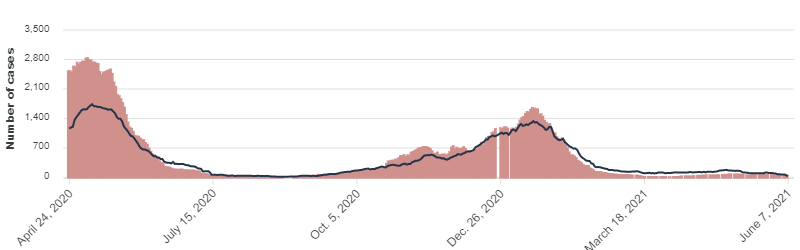 3,500
2,800
2,100
1,400
700
0
Number of cases
April 24, 2020
July 15, 2020
Oct. 5, 2020
Dec. 26, 2020
March 18, 2021
June 7, 2021